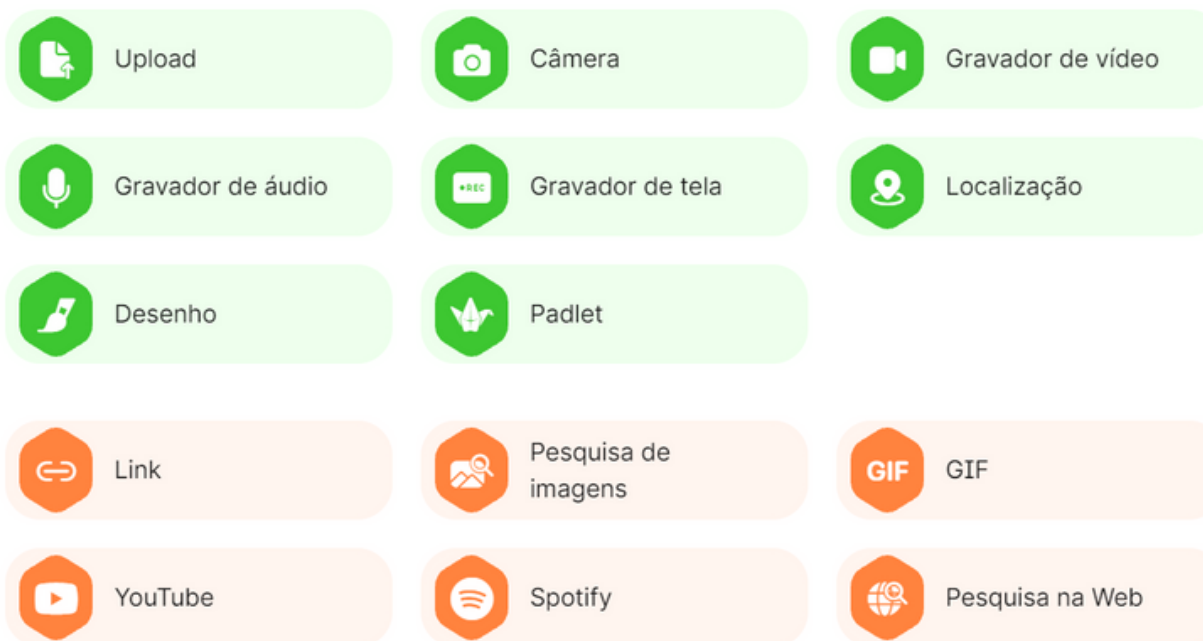 Upload
Câmera
Gravador de vídeo
Gravador de áudio
•REC
Gravador de tela
Localização
Desenho
Padlet
Link
Pesquisa de
imagens
GIF
GIF
YouTube
Spotify
Pesquisa na Web